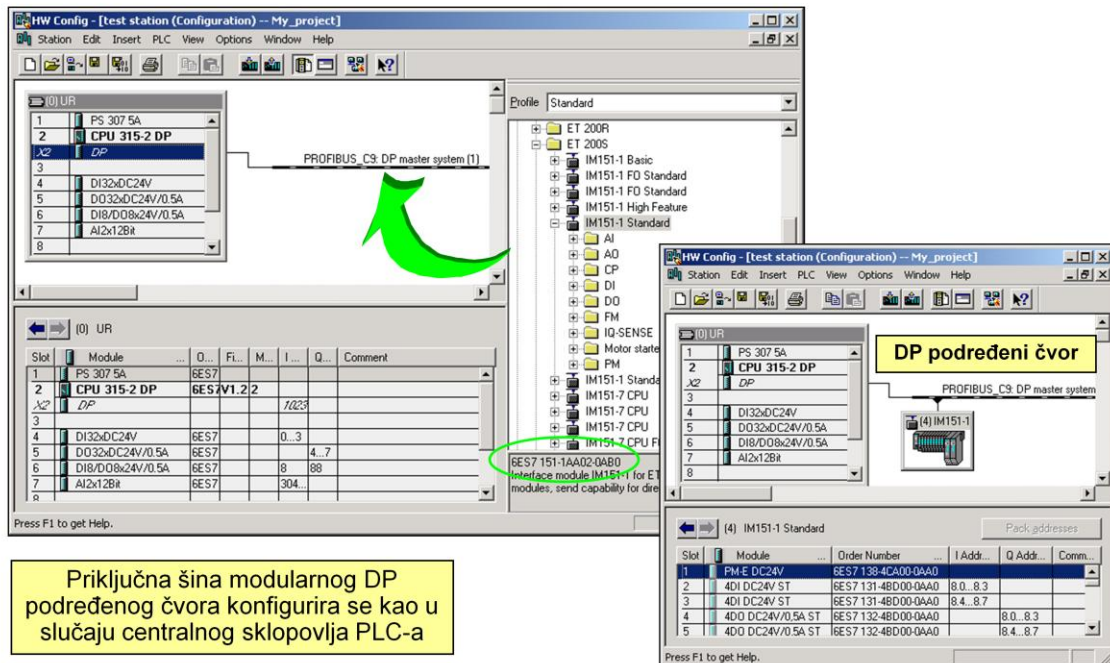 HW Config - [test station (Configuration) -- My_project]
Station Edit Insert PLC View Options Window Help
(0) UR
1 PS 307 5A
2 CPU 315-2 DP
X2 DP
3
4 DI32xDC24V
5 DO32xDC24V/0.5A
6 DI8/DO8x24V/0.5A
7 AI2x12Bit
8
PROFIBUS_C9: DP master system (1)
Profile Standard
ET 200R
ET 200S
IM151-1 Basic
IM151-1 FO Standard
IM151-1 FO Standard
IM151-1 High Feature
IM151-1 Standard
AI
AO
CP
DI
DO
FM
IQ-SENSE
Motor starte
PM
IM151-1 Standa
IM151-7 CPU
IM151-7 CPU
IM151-7 CPU
IM151-7 CPU F
6ES7 151-1AA02-0AB0
Interface module IM151-1 for ET
modules, send capability for dire
(0) UR
Slot Module ... O... Fi... M... I ... Q... Comment
1 PS 307 5A 6ES7
2 CPU 315-2 DP 6ES7 V1.2 2
X2 DP 1023
3
4 DI32xDC24V 6ES7 0...3
5 DO32xDC24V/0.5A 6ES7 4...7
6 DI8/DO8x24V/0.5A 6ES7 8 88
7 AI2x12Bit 6ES7 304...
8
Press F1 to get Help.
HW Config - [test station (Configuration) -- My_project]
Station Edit Insert PLC View Options Window Help
(0) UR
1 PS 307 5A
2 CPU 315-2 DP
X2 DP
3
4 DI32xDC24V
5 DO32xDC24V/0.5A
6 DI8/DO8x24V/0.5A
7 AI2x12Bit
8
DP podređeni čvor
PROFIBUS_C9: DP master system
(4) IM151-1
(4) IM151-1 Standard
Pack addresses
Slot Module ... Order Number ... I Addr... Q Addr... Comm...
1 PM-E DC24V 6ES7 138-4CA00-0AA0
2 4DI DC24V ST 6ES7 131-4BD00-0AA0 8.0...8.3
3 4DI DC24V ST 6ES7 131-4BD00-0AA0 8.4...8.7
4 4DO DC24V/0,5A ST 6ES7 132-4BD00-0AA0 8.0...8.3
5 4DO DC24V/0,5A ST 6ES7 132-4BD00-0AA0 8.4...8.7
Press F1 to get Help.
Priključna šina modularnog DP
podređenog čvora konfigurira se kao u
slučaju centralnog sklopovlja PLC-a